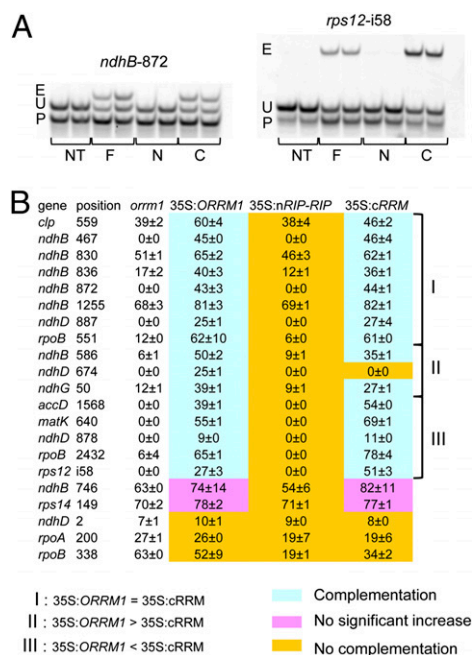 A
ndhB-872
rps12-i58
E
U
P
E
U
P
NT F N C
NT F N C
B
gene position orrm1 35S:ORRM1 35S:nRIP-RIP 35S:cRRM
clp 559 39±2 60±4 38±4 46±2
ndhB 467 0±0 45±0 0±0 46±4
ndhB 830 51±1 65±2 46±3 62±1
ndhB 836 17±2 40±3 12±1 36±1
ndhB 872 0±0 43±3 0±0 44±1
ndhB 1255 68±3 81±3 69±1 82±1
ndhD 887 0±0 25±1 0±0 27±4
rpoB 551 12±0 62±10 6±0 61±0
ndhB 586 6±1 50±2 9±1 35±1
ndhD 674 0±0 25±1 0±0 0±0
ndhG 50 12±1 39±1 9±1 27±1
accD 1568 0±0 39±1 0±0 54±0
matK 640 0±0 55±1 0±0 69±1
ndhD 878 0±0 9±0 0±0 11±0
rpoB 2432 6±4 65±1 0±0 78±4
rps12 i58 0±0 27±3 0±0 51±3
ndhB 746 63±0 74±14 54±6 82±11
rps14 149 70±2 78±2 71±1 77±1
ndhD 2 7±1 10±1 9±0 8±0
rpoA 200 27±1 26±0 19±7 19±6
rpoB 338 63±0 52±9 19±1 34±2
I
II
III
I : 35S:ORRM1 = 35S:cRRM
II : 35S:ORRM1 > 35S:cRRM
III : 35S:ORRM1 < 35S:cRRM
Complementation
No significant increase
No complementation